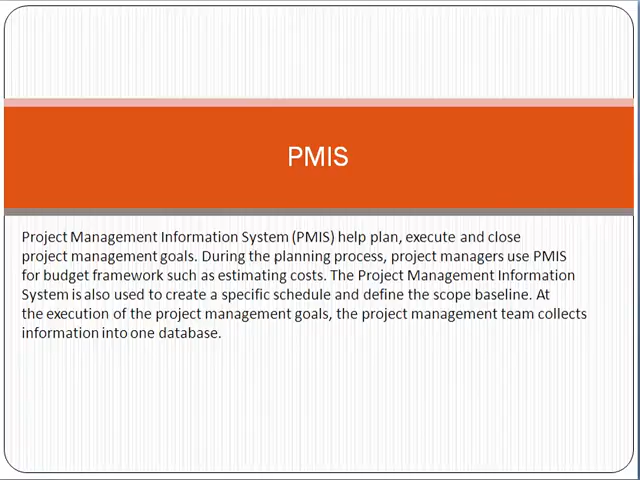 PMIS
Project Management Information System (PMIS) help plan, execute and close
project management goals. During the planning process, project managers use PMIS
for budget framework such as estimating costs. The Project Management Information
System is also used to create a specific schedule and define the scope baseline. At
the execution of the project management goals, the project management team collects
information into one database.